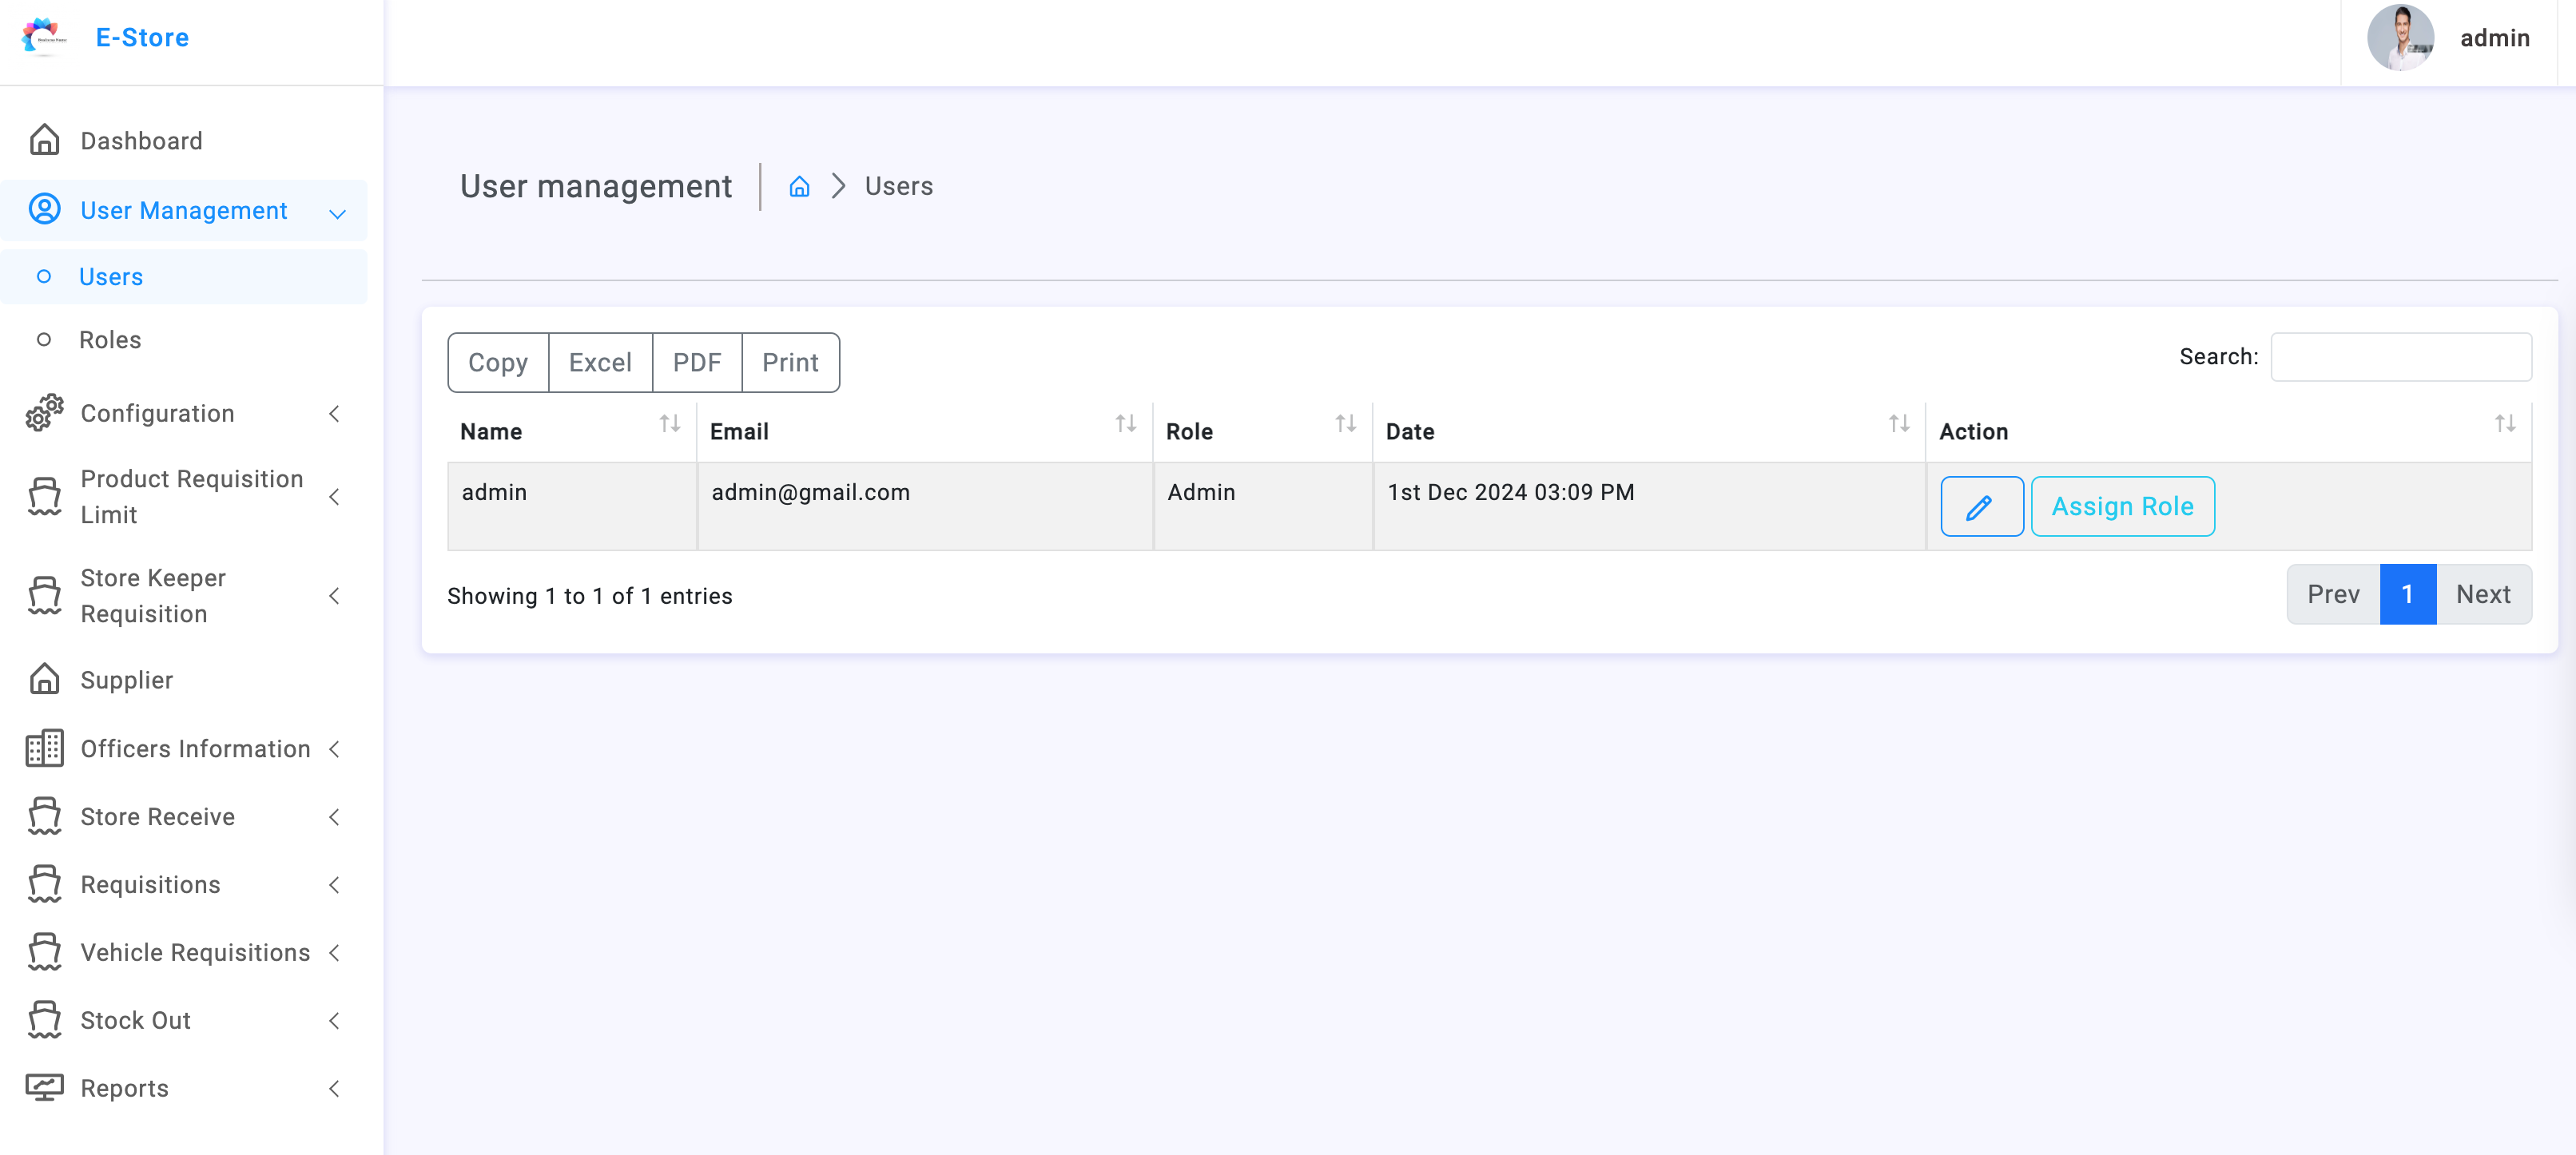 E-Store
admin
Dashboard
User Management
Users
Roles
Configuration
Product Requisition
Limit
Store Keeper
Requisition
Supplier
Officers Information
Store Receive
Requisitions
Vehicle Requisitions
Stock Out
Reports
User management
Users
Copy Excel PDF Print
Search:
Name Email Role Date Action
admin admin@gmail.com Admin 1st Dec 2024 03:09 PM Assign Role
Showing 1 to 1 of 1 entries
Prev 1 Next